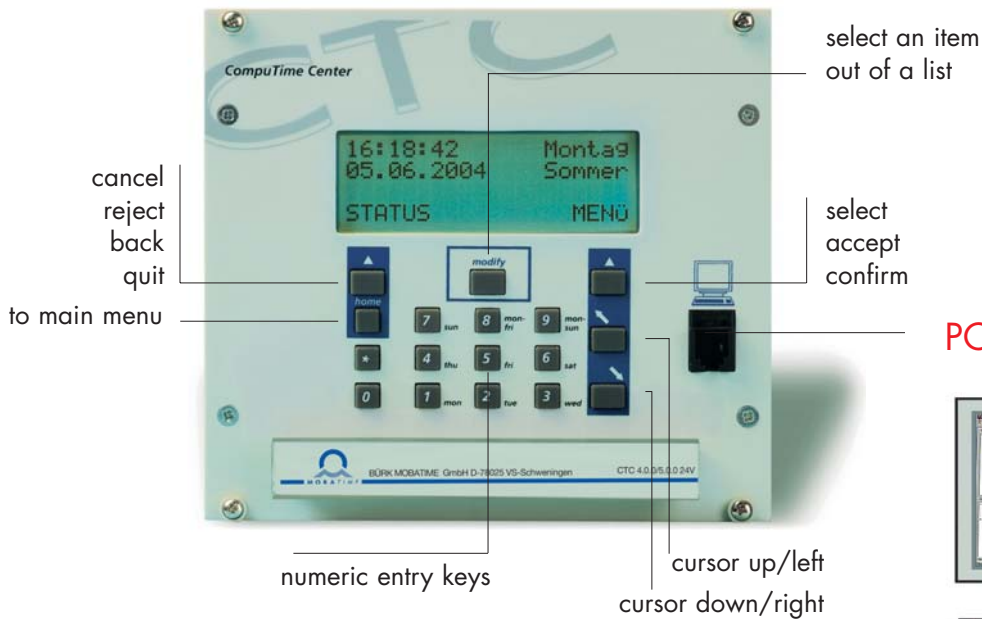 CTC
CompuTime Center
select an item
out of a list
16:18:42 Montag
05.06.2004 Sommer
STATUS MENÜ
cancel
reject
back
quit
to main menu
select
accept
confirm
modify
home
7 sun 8 mon-fri 9 mon-sun
* 4 thu 5 fri 6 sat
0 1 mon 2 tue 3 wed
PC
MOBATIME
BÜRK MOBATIME GmbH D-78025 VS-Schweningen CTC 4.0.0/5.0.0 24V
numeric entry keys
cursor up/left
cursor down/right